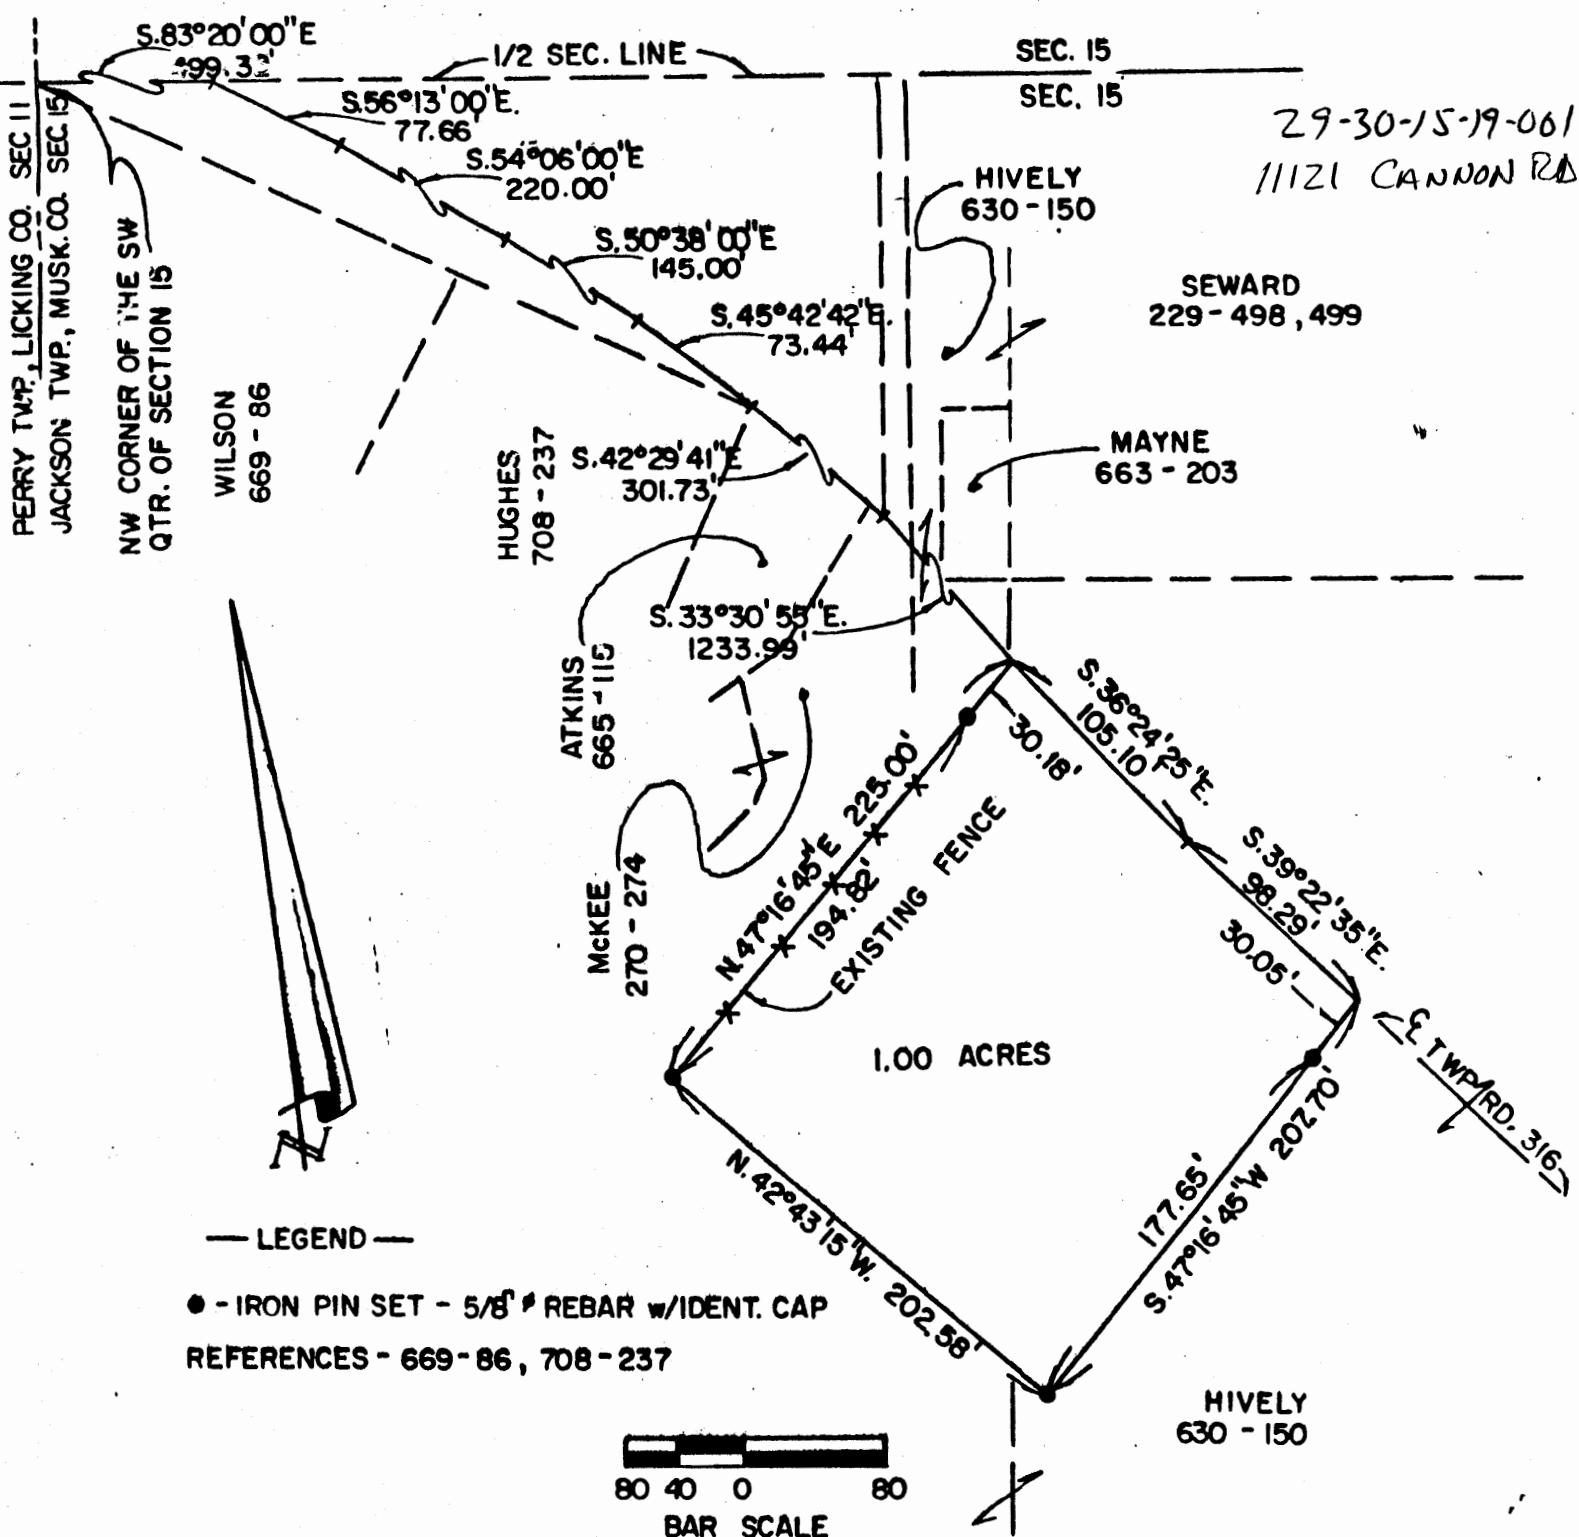 S.83°20'00"E
499.33'
1/2 SEC. LINE
SEC. 15
SEC. 15
29-30-15-19-001
11121 CANNON RD
S.56°13'00"E.
77.66'
S.54°06'00"E
220.00'
S.50°38'00"E
145.00'
S.45°42'42"E.
73.44'
HIVELY
630-150
SEWARD
229-498,499
PERRY TWP., LICKING CO. SEC 11
JACKSON TWP., MUSK. CO. SEC 15
NW CORNER OF THE SW
QTR. OF SECTION 15
WILSON
669-86
HUGHES
708-237
S.42°29'41"E
301.73'
MAYNE
663-203
S.33°30'55"E.
1233.99'
ATKINS
665-115
McKEE
270-274
S.36°24'25"E.
105.10'
30.18'
N.47°16'45"E 225.00'
194.82'
EXISTING FENCE
S.39°22'35"E.
98.29'
30.05'
℄ TWP. RD. 316
1.00 ACRES
177.65'
S.47°16'45"W 207.70'
N.42°43'15"W. 202.58'
N
— LEGEND —
● - IRON PIN SET - 5/8" ø REBAR w/IDENT. CAP
REFERENCES - 669-86, 708-237
HIVELY
630-150
80 40 0 80
BAR SCALE